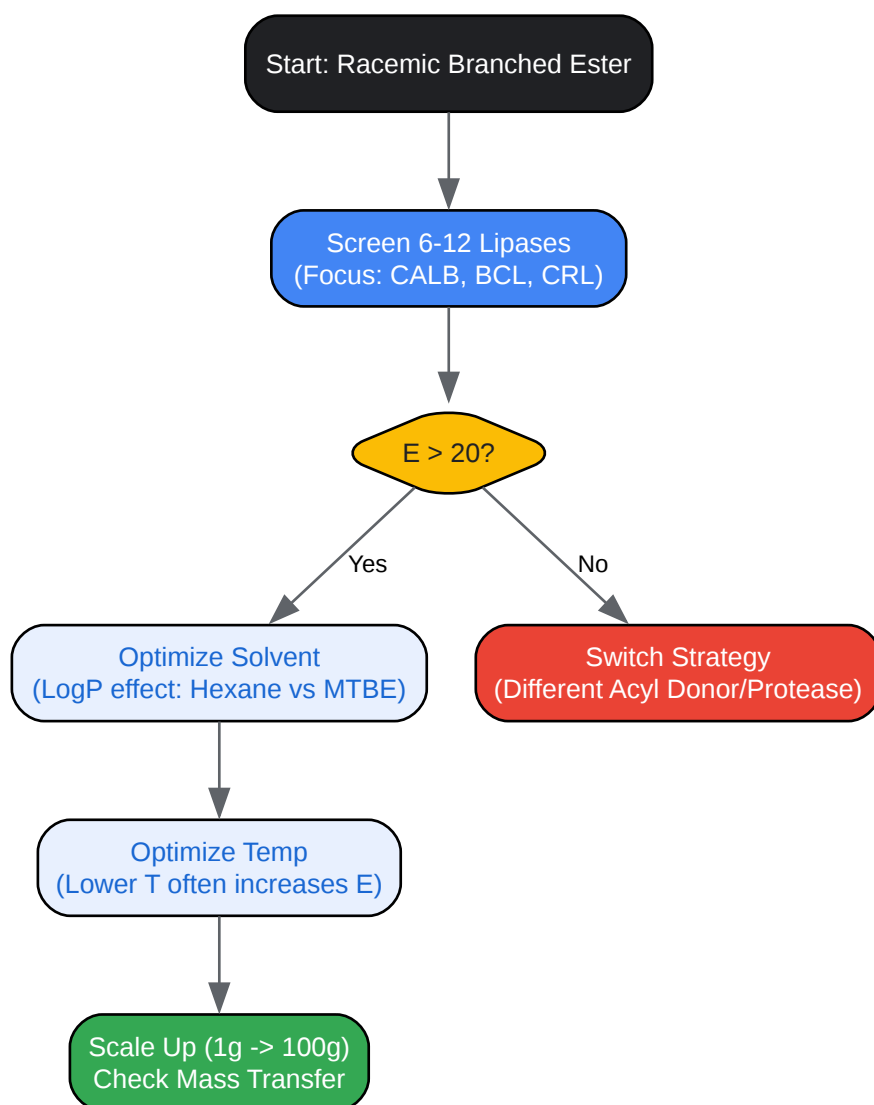 Start: Racemic Branched Ester
Screen 6-12 Lipases
(Focus: CALB, BCL, CRL)
E > 20?
Yes
No
Optimize Solvent
(LogP effect: Hexane vs MTBE)
Switch Strategy
(Different Acyl Donor/Protease)
Optimize Temp
(Lower T often increases E)
Scale Up (1g -> 100g)
Check Mass Transfer